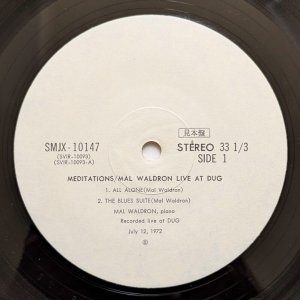 見本盤
SMJX-10147
STEREO 33 1/3
(SVIR-10093)
(SVIR-10093-A)
SIDE 1
MEDITATIONS/MAL WALDRON LIVE AT DUG
1. ALL ALONE(Mal Waldron)
2. THE BLUES SUITE(Mal Waldron)
MAL WALDRON, piano
Recorded live at DUG
July 12, 1972